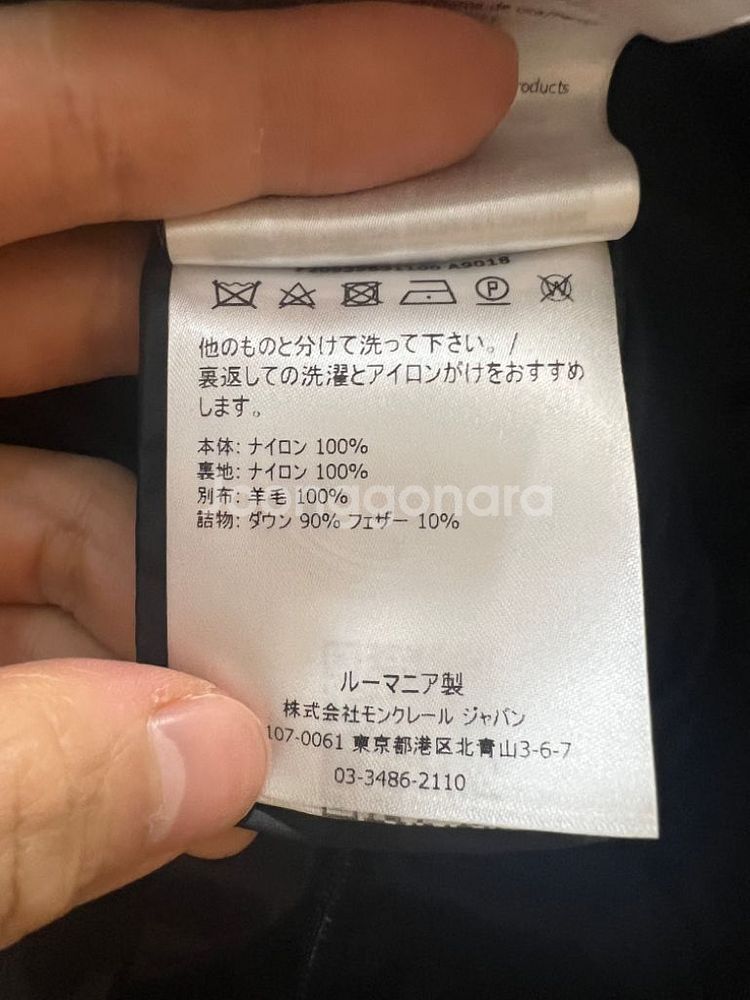 roducts
他のものと分けて洗って下さい。/
裏返しての洗濯とアイロンがけをおすすめ
します。
本体: ナイロン 100%
裏地: ナイロン 100%
別布: 羊毛 100%
詰物: ダウン 90% フェザー 10%
joonggonara
ルーマニア製
株式会社モンクレール ジャパン
107-0061 東京都港区北青山3-6-7
03-3486-2110